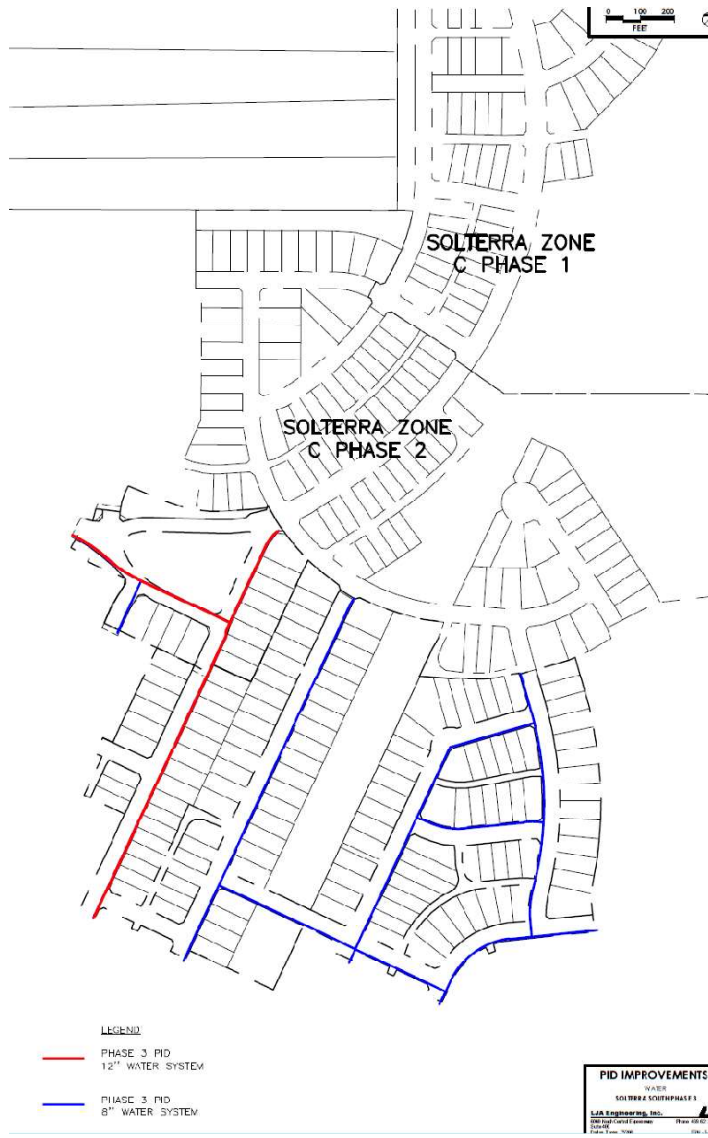 0 100 200
FEET
SOLTERRA ZONE
C PHASE 1
SOLTERRA ZONE
C PHASE 2
LEGEND
PHASE 3 PID
12" WATER SYSTEM
PHASE 3 PID
8" WATER SYSTEM
PID IMPROVEMENTS
WATER
SOLTERRA SOUTH PHASE 3
LJA Engineering, Inc.